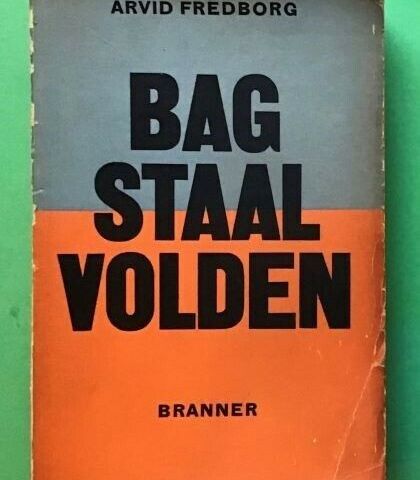 ARVID FREDBORG
BAG
STAAL
VOLDEN
BRANNER